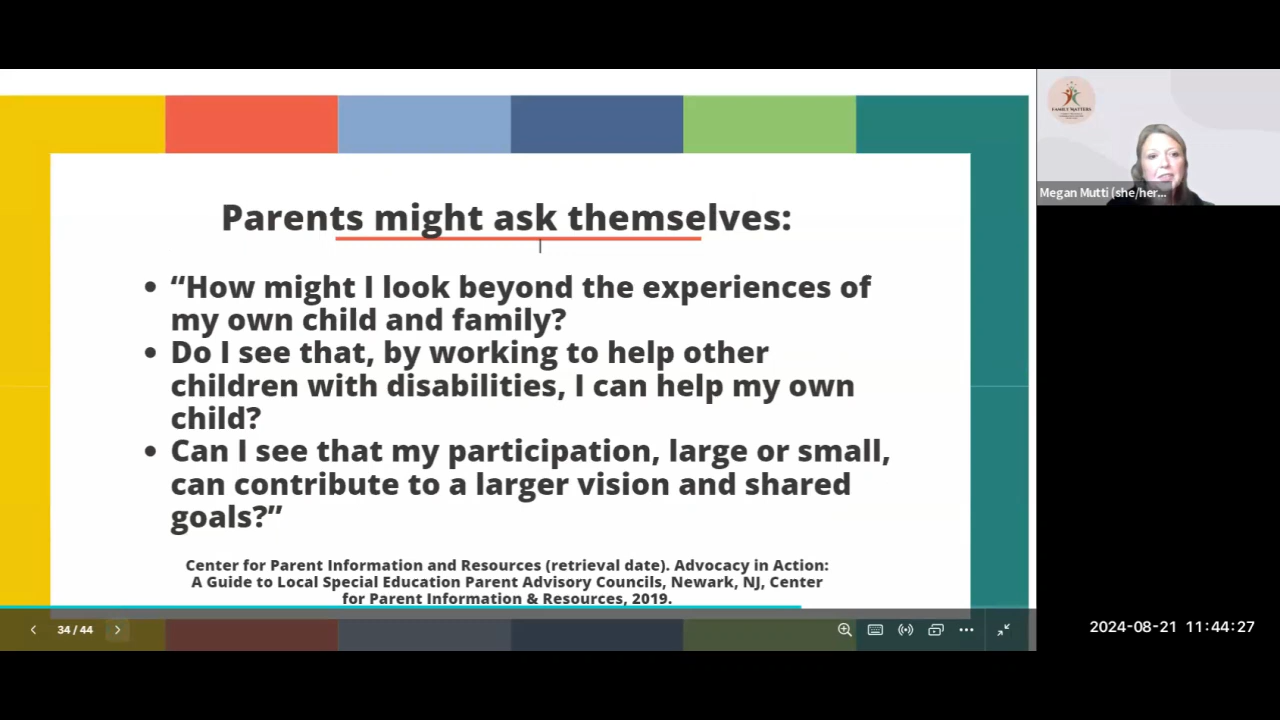 Parents might ask themselves:
• “How might I look beyond the experiences of
my own child and family?
• Do I see that, by working to help other
children with disabilities, I can help my own
child?
• Can I see that my participation, large or small,
can contribute to a larger vision and shared
goals?”
Center for Parent Information and Resources (retrieval date). Advocacy in Action:
A Guide to Local Special Education Parent Advisory Councils, Newark, NJ, Center
for Parent Information & Resources, 2019.
34 / 44
FAMILY MATTERS
Megan Mutti (she/her...
2024-08-21 11:44:27